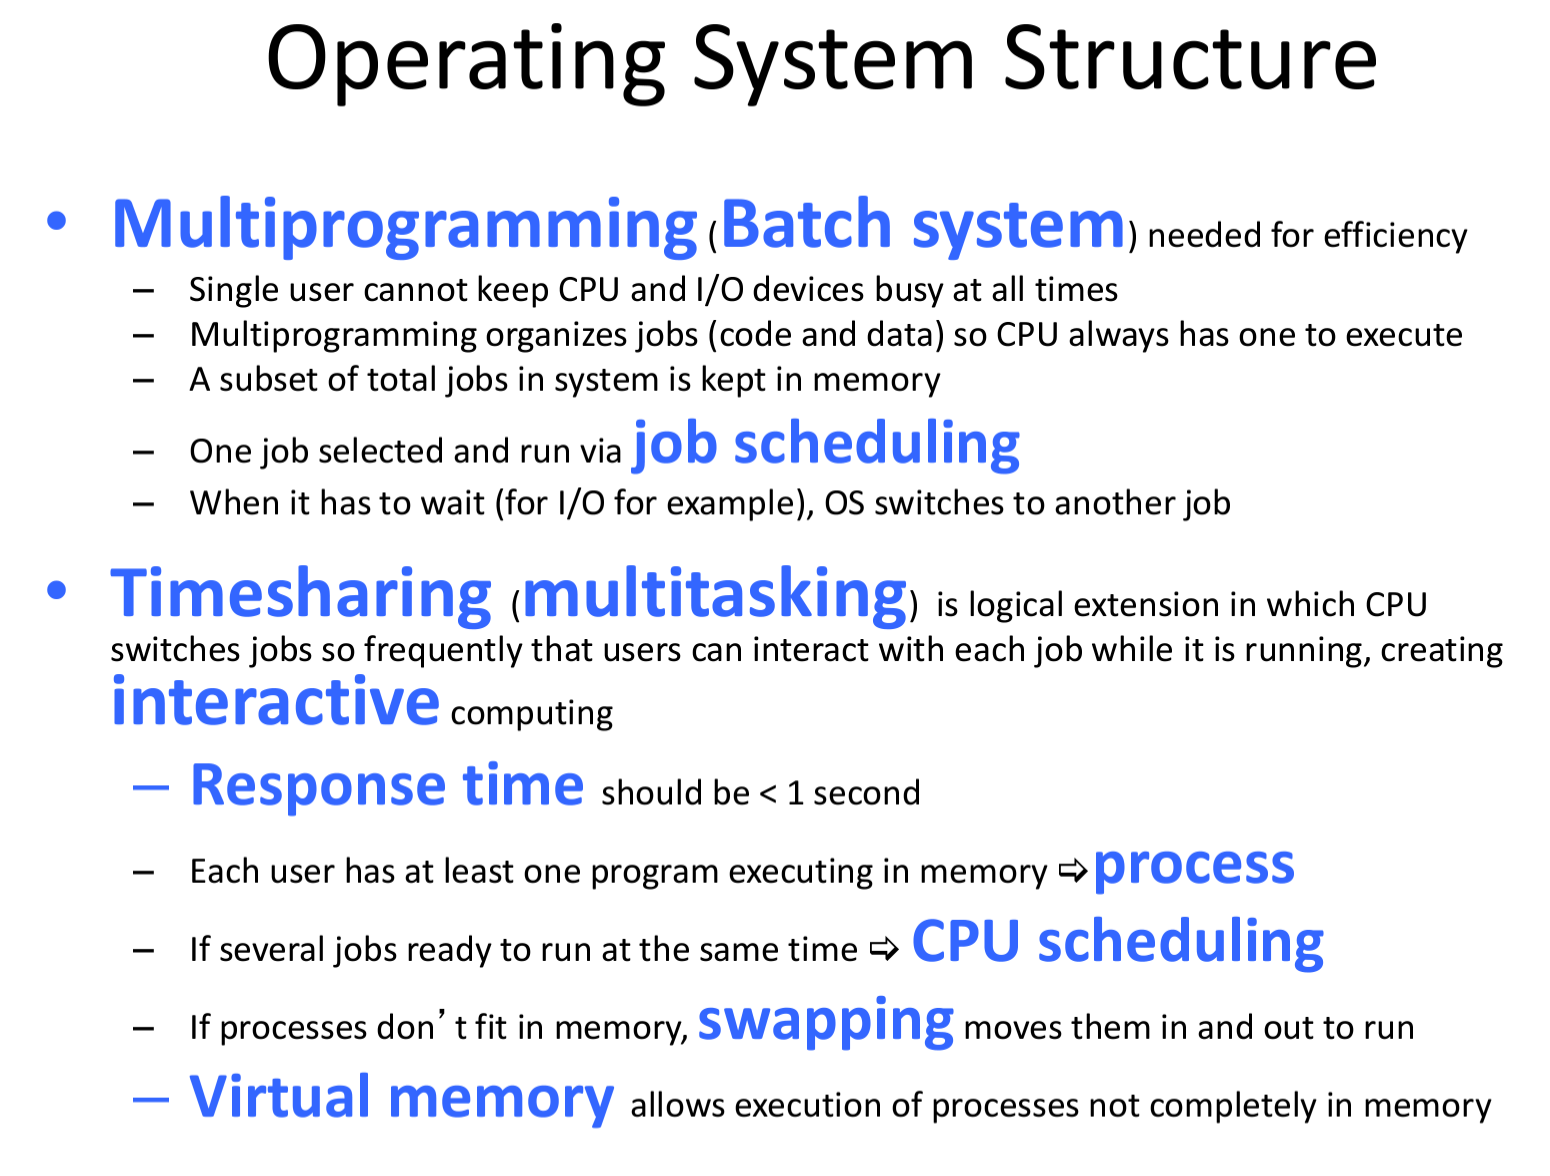 Operating System Structure
• Multiprogramming (Batch system) needed for efficiency
– Single user cannot keep CPU and I/O devices busy at all times
– Multiprogramming organizes jobs (code and data) so CPU always has one to execute
– A subset of total jobs in system is kept in memory
– One job selected and run via job scheduling
– When it has to wait (for I/O for example), OS switches to another job
• Timesharing (multitasking) is logical extension in which CPU
switches jobs so frequently that users can interact with each job while it is running, creating
interactive computing
– Response time should be < 1 second
– Each user has at least one program executing in memory ⇨process
– If several jobs ready to run at the same time ⇨ CPU scheduling
– If processes don’t fit in memory, swapping moves them in and out to run
– Virtual memory allows execution of processes not completely in memory